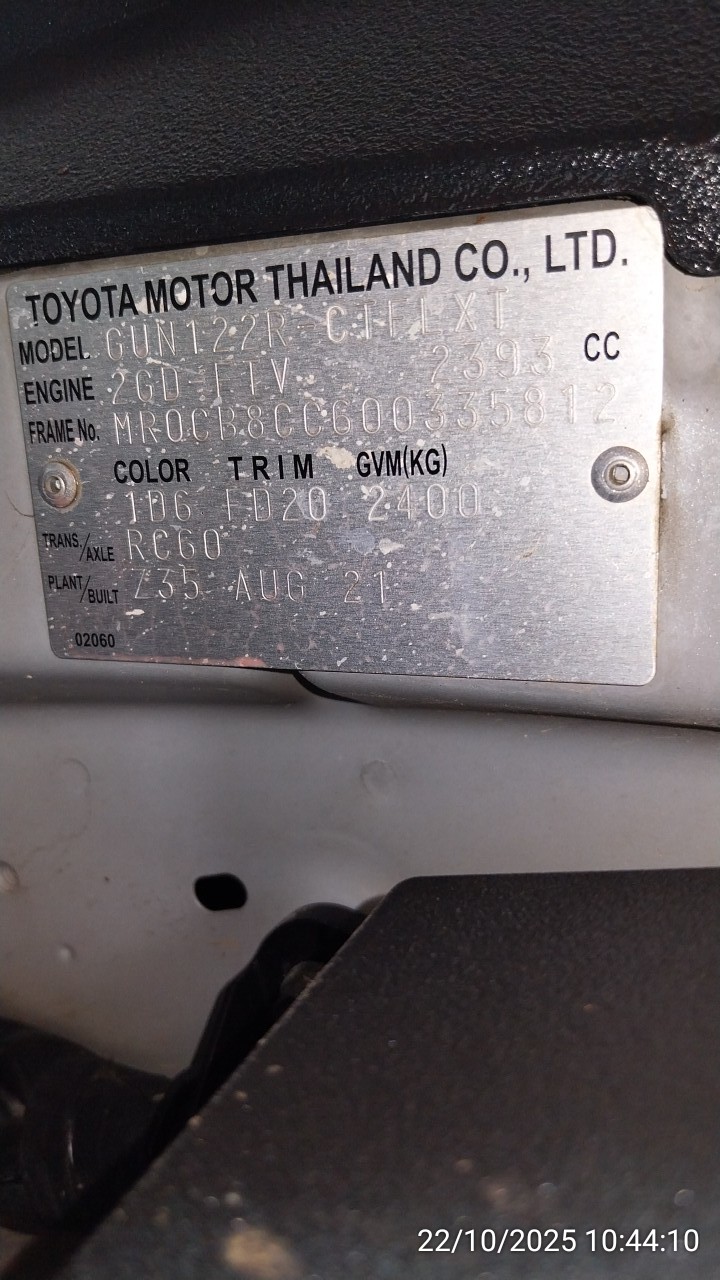 TOYOTA MOTOR THAILAND CO., LTD.
MODEL GUN122R-CTFLXT
ENGINE 2GD-FTV 2393 CC
FRAME No. MR0CB8CC600335812
COLOR TRIM GVM(KG)
1D6 FD20 2400
TRANS./AXLE RC60
PLANT/BUILT Z35 AUG 21
02060
22/10/2025 10:44:10